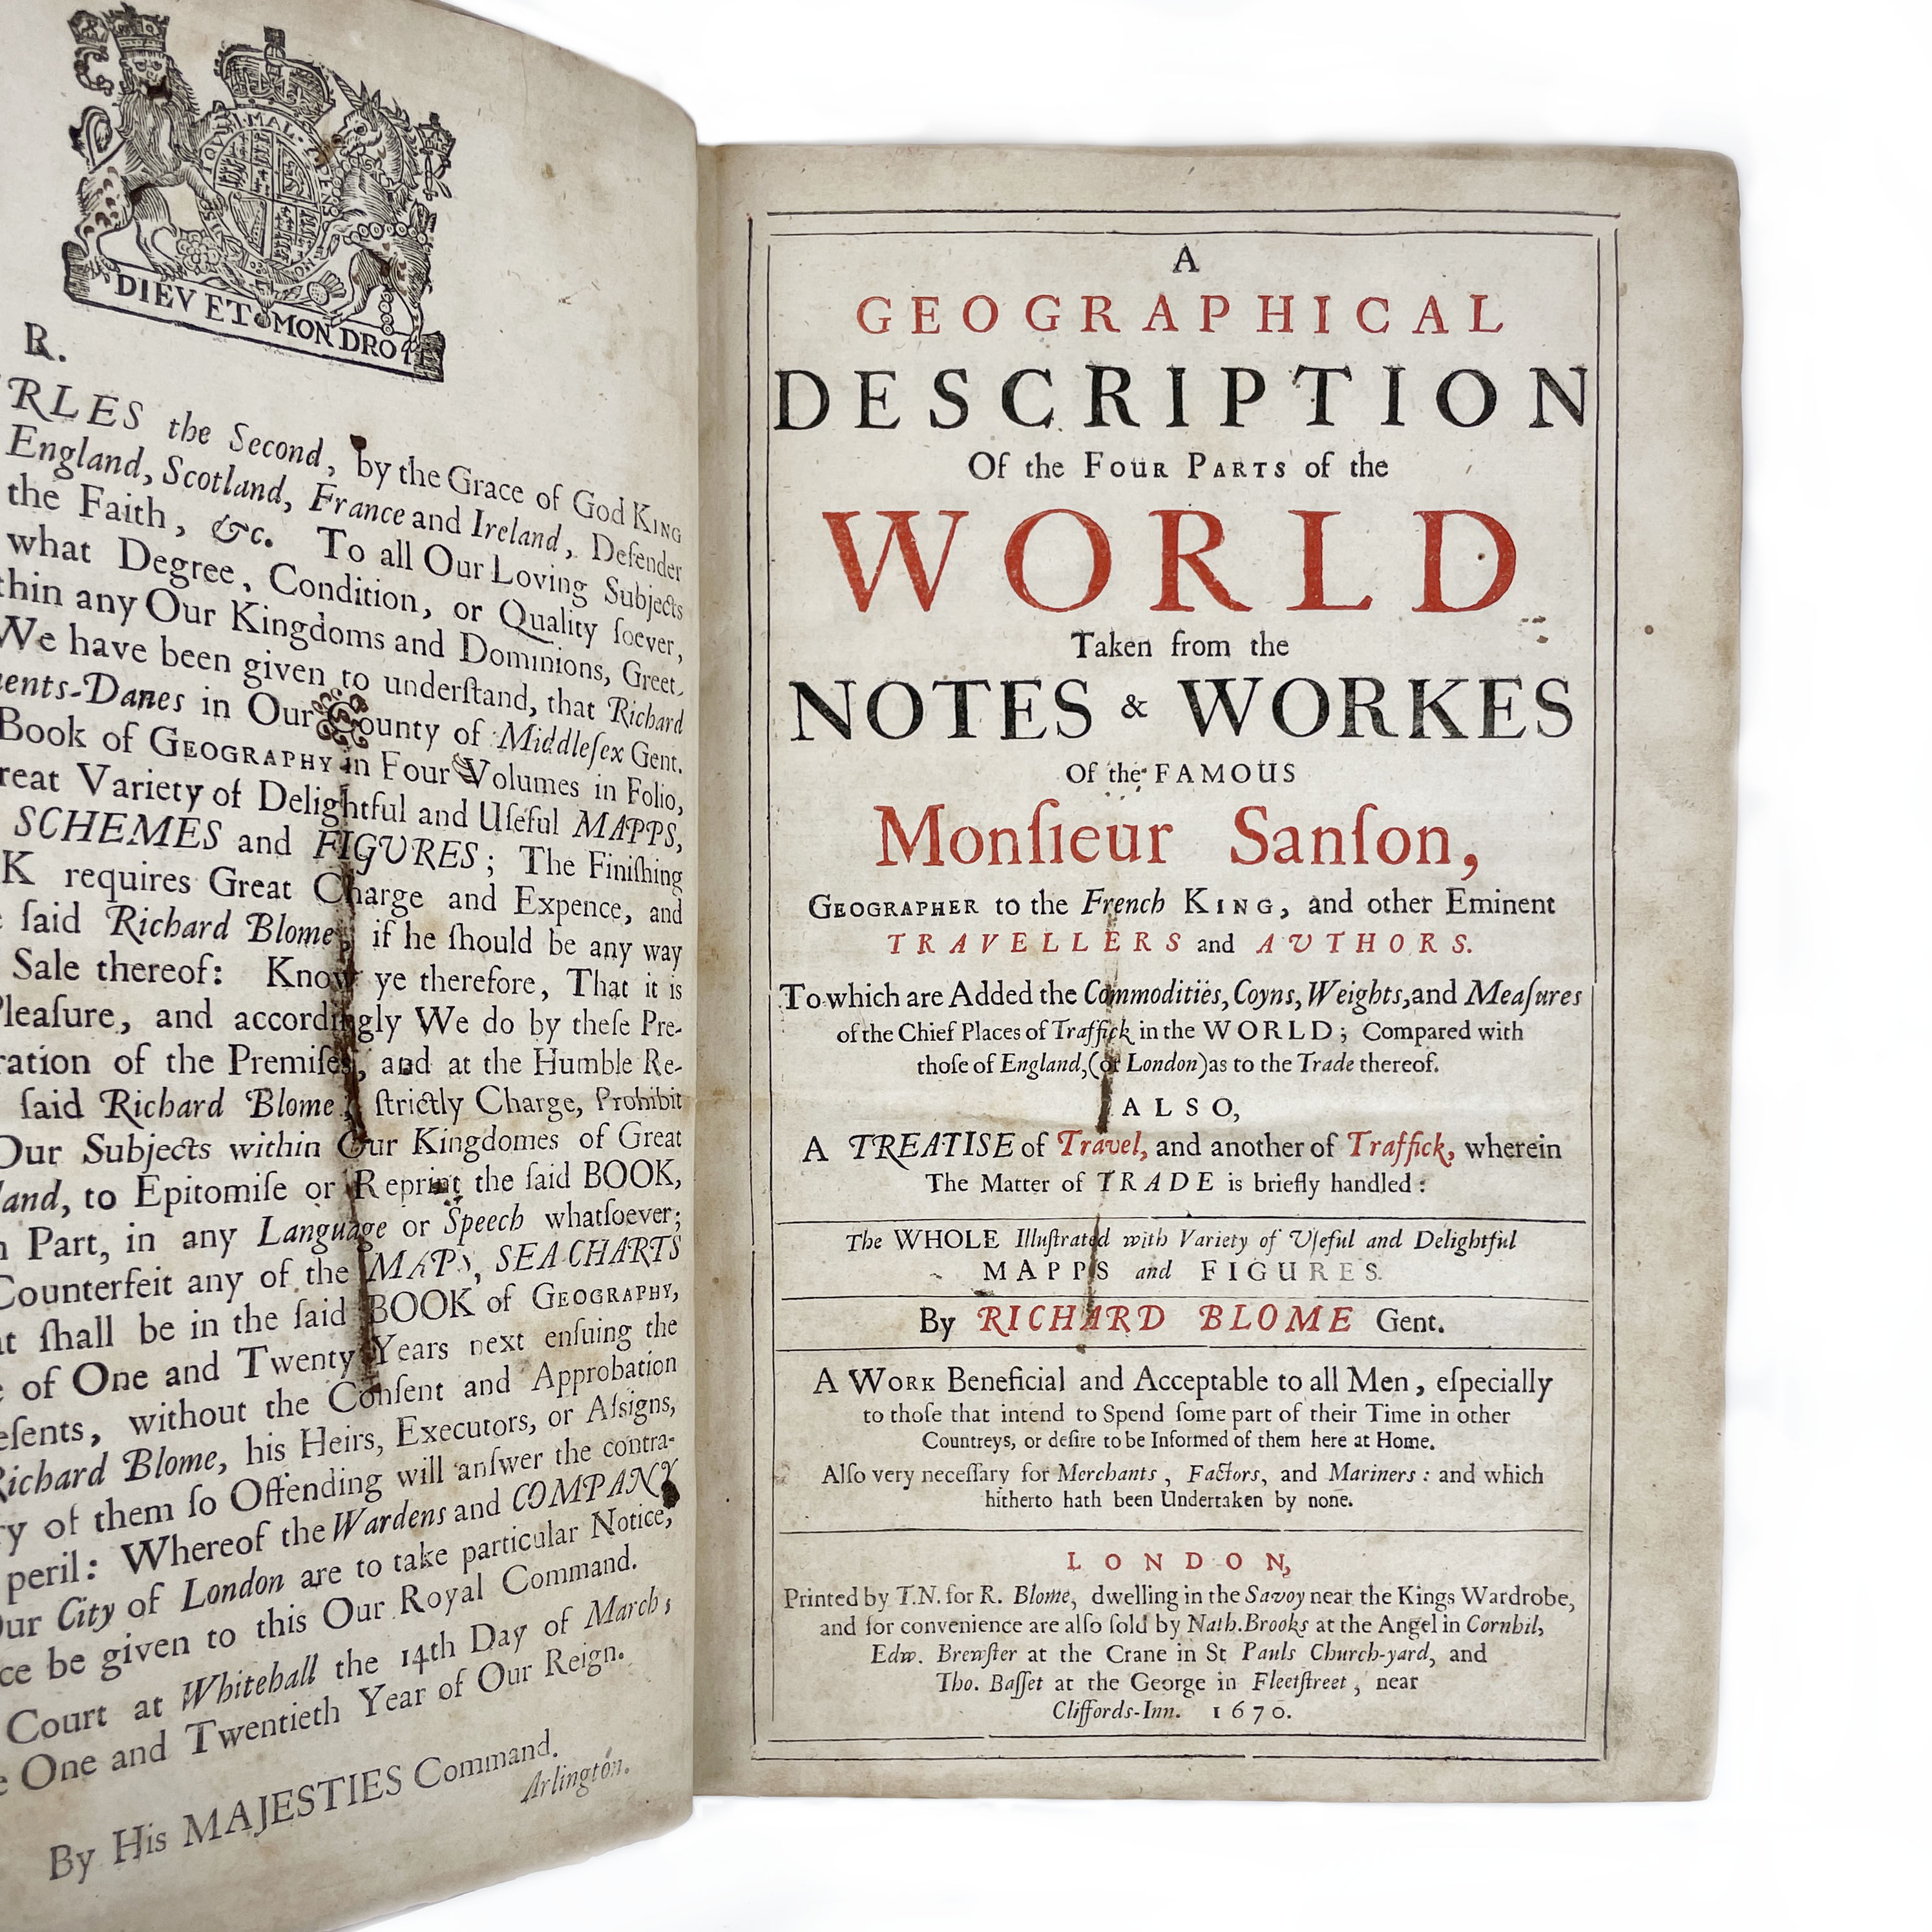 QVI MAL Y PENS
DIEV ET MON DROIT
R.
RLES the Second, by the Grace of God KING
England, Scotland, France and Ireland, Defender
the Faith, &c. To all Our Loving Subjects
what Degree, Condition, or Quality ſoever,
thin any Our Kingdoms and Dominions, Greet-
We have been given to underſtand, that Richard
ents-Danes in Our County of Middleſex Gent.
Book of GEOGRAPHY in Four Volumes in Folio,
reat Variety of Delightful and Uſeful MAPPS,
SCHEMES and FIGURES; The Finiſhing
K requires Great Charge and Expence, and
ſaid Richard Blome, if he ſhould be any way
Sale thereof: Know ye therefore, That it is
Pleaſure, and accordingly We do by theſe Pre-
ration of the Premiſes, and at the Humble Re-
ſaid Richard Blome, ſtrictly Charge, Prohibit
Our Subjects within Our Kingdomes of Great
land, to Epitomiſe or Reprint the ſaid BOOK,
n Part, in any Language or Speech whatſoever;
Counterfeit any of the MAPS, SEA CHARTS
at ſhall be in the ſaid BOOK of GEOGRAPHY,
e of One and Twenty Years next enſuing the
eſents, without the Conſent and Approbation
Richard Blome, his Heirs, Executors, or Aſsigns,
ry of them ſo Offending will anſwer the contra-
peril: Whereof the Wardens and COMPANY
Our City of London are to take particular Notice,
ce be given to this Our Royal Command.
Court at Whitehall the 14th Day of March,
e One and Twentieth Year of Our Reign.
By His MAJESTIES Command.
Arlington.
A
GEOGRAPHICAL
DESCRIPTION
Of the FOUR PARTS of the
WORLD
Taken from the
NOTES & WORKES
Of the FAMOUS
Monſieur Sanſon,
GEOGRAPHER to the French KING, and other Eminent
TRAVELLERS and AUTHORS.
To which are Added the Commodities, Coyns, Weights, and Meaſures
of the Chief Places of Traffick in the WORLD; Compared with
thoſe of England, (or London) as to the Trade thereof.
ALSO,
A TREATISE of Travel, and another of Traffick, wherein
The Matter of TRADE is briefly handled:
The WHOLE Illuſtrated with Variety of Uſeful and Delightful
MAPPS and FIGURES.
By RICHARD BLOME Gent.
A WORK Beneficial and Acceptable to all Men, eſpecially
to thoſe that intend to Spend ſome part of their Time in other
Countreys, or deſire to be Informed of them here at Home.
Alſo very neceſſary for Merchants, Factors, and Mariners: and which
hitherto hath been Undertaken by none.
LONDON,
Printed by T.N. for R. Blome, dwelling in the Savoy near the Kings Wardrobe,
and for convenience are alſo ſold by Nath. Brooks at the Angel in Cornhil,
Edw. Brewſter at the Crane in St Pauls Church-yard, and
Tho. Baſſet at the George in Fleetſtreet, near
Cliffords-Inn. 1670.